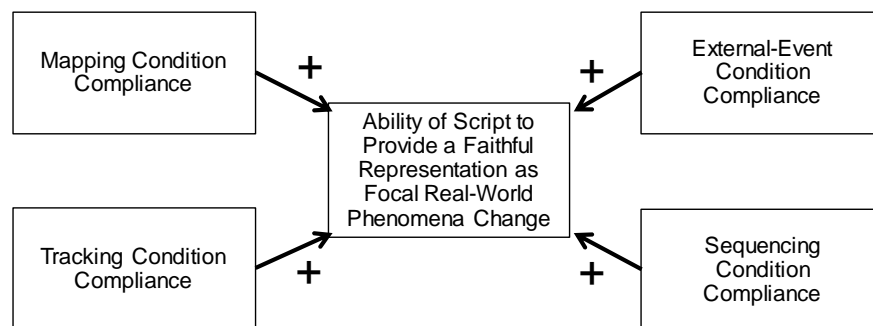 Mapping Condition
Compliance
+
External-Event
Condition
Compliance
+
Ability of Script to
Provide a Faithful
Representation as
Focal Real-World
Phenomena Change
Tracking Condition
Compliance
+
Sequencing
Condition
Compliance
+